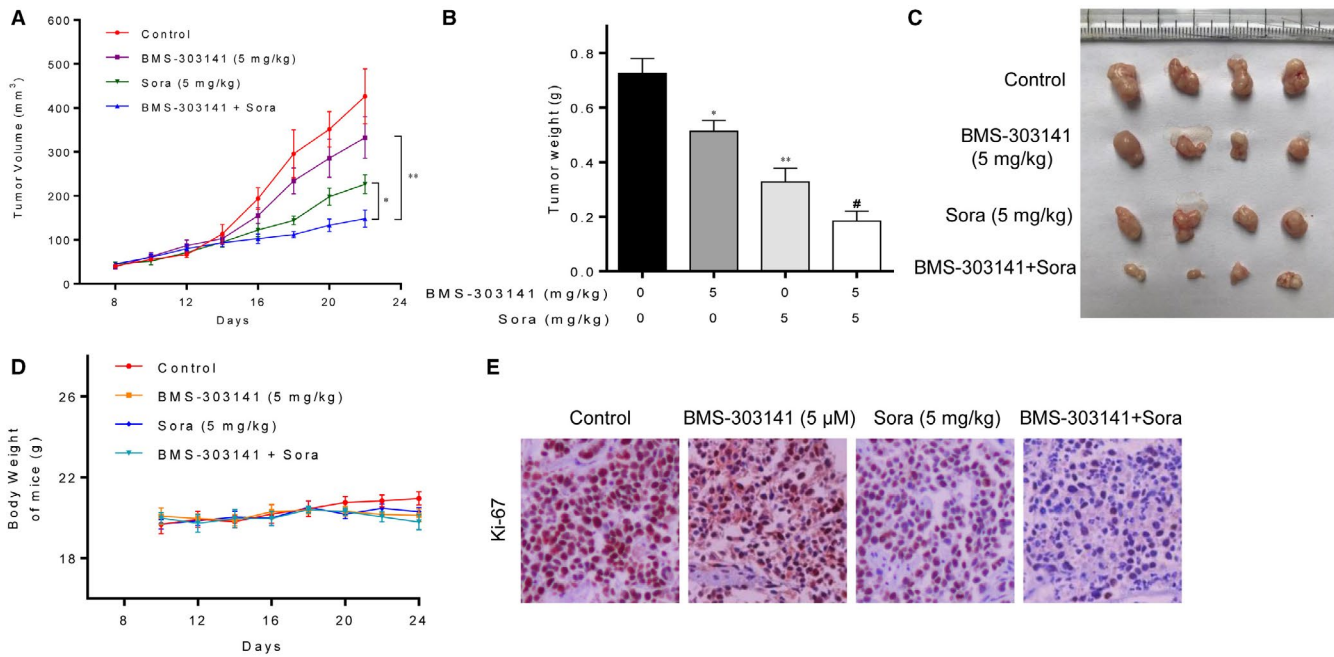 A
600
500
400
300
200
100
0
Tumor Volume (mm³)
8
12
16
20
24
Days
Control
BMS-303141 (5 mg/kg)
Sora (5 mg/kg)
BMS-303141 + Sora
*
**
B
0.8
0.6
0.4
0.2
0.0
Tumor weight (g)
*
**
#
BMS-303141 (mg/kg) 0 5 0 5
Sora (mg/kg) 0 0 5 5
C
Control
BMS-303141
(5 mg/kg)
Sora (5 mg/kg)
BMS-303141+Sora
D
Control
BMS-303141 (5 mg/kg)
Sora (5 mg/kg)
BMS-303141 + Sora
26
22
18
Body Weight
of mice (g)
8
12
16
20
24
Days
E
Control
BMS-303141 (5 µM)
Sora (5 mg/kg)
BMS-303141+Sora
Ki-67